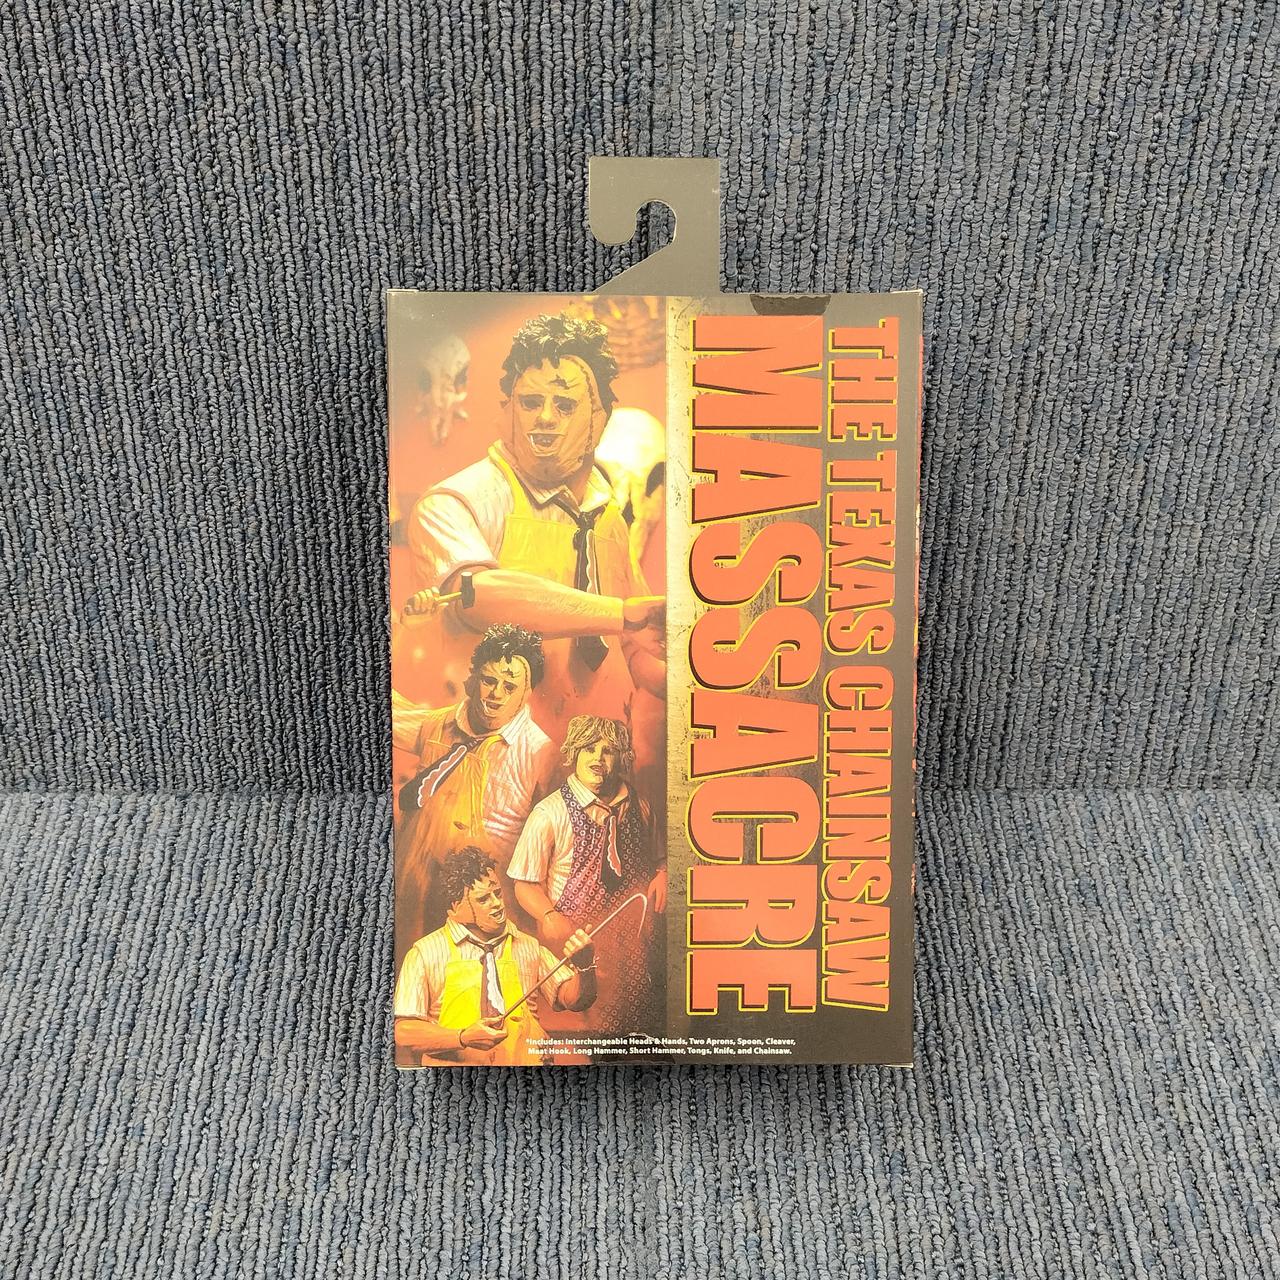 THE TEXAS CHAINSAW
MASSACRE
*Includes: Interchangeable Heads & Hands, Two Aprons, Spoon, Cleaver,
Meat Hook, Long Hammer, Short Hammer, Tongs, Knife, and Chainsaw.